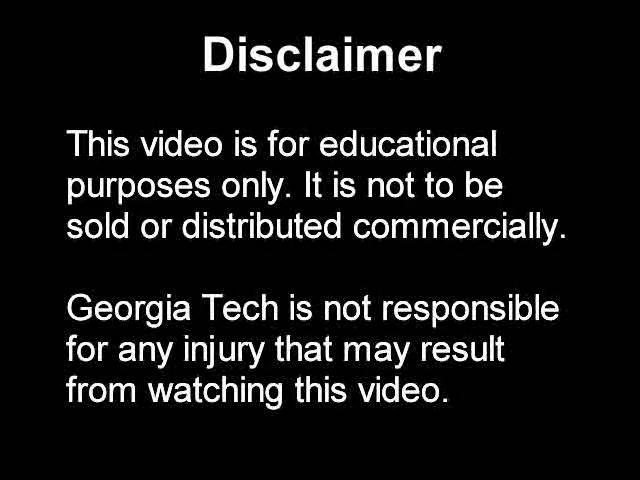 Disclaimer
This video is for educational
purposes only. It is not to be
sold or distributed commercially.
Georgia Tech is not responsible
for any injury that may result
from watching this video.